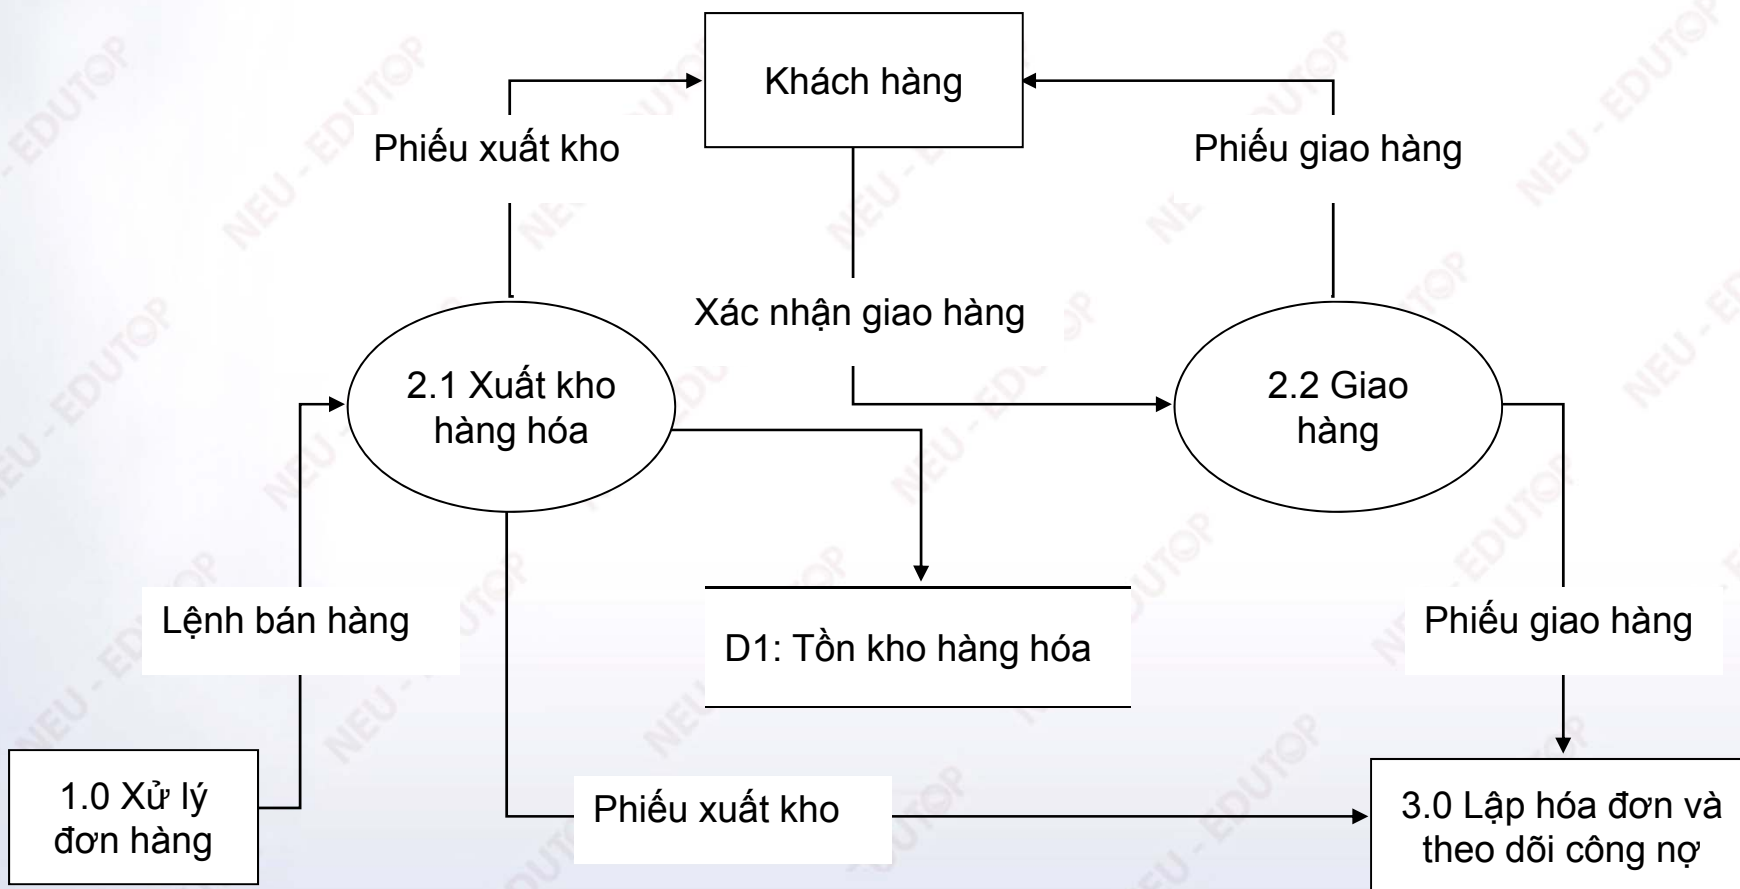 Khách hàng
Phiếu xuất kho
Phiếu giao hàng
Xác nhận giao hàng
2.1 Xuất kho
hàng hóa
2.2 Giao
hàng
Lệnh bán hàng
D1: Tồn kho hàng hóa
Phiếu giao hàng
1.0 Xử lý
đơn hàng
Phiếu xuất kho
3.0 Lập hóa đơn và
theo dõi công nợ
NEU - EDUTOP